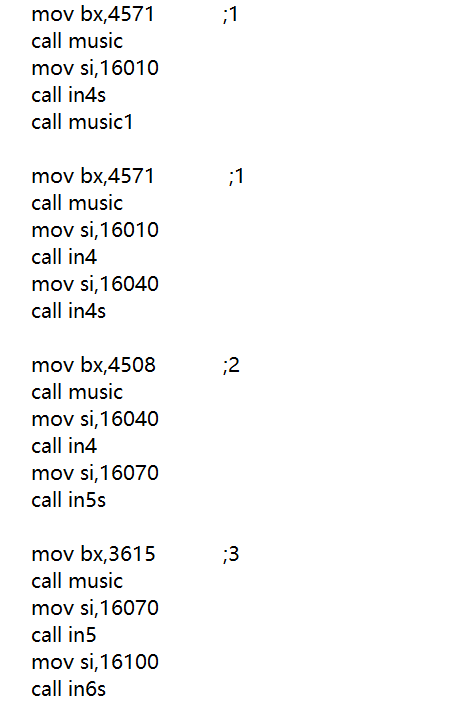 mov bx,4571 ;1
call music
mov si,16010
call in4s
call music1
mov bx,4571 ;1
call music
mov si,16010
call in4
mov si,16040
call in4s
mov bx,4508 ;2
call music
mov si,16040
call in4
mov si,16070
call in5s
mov bx,3615 ;3
call music
mov si,16070
call in5
mov si,16100
call in6s